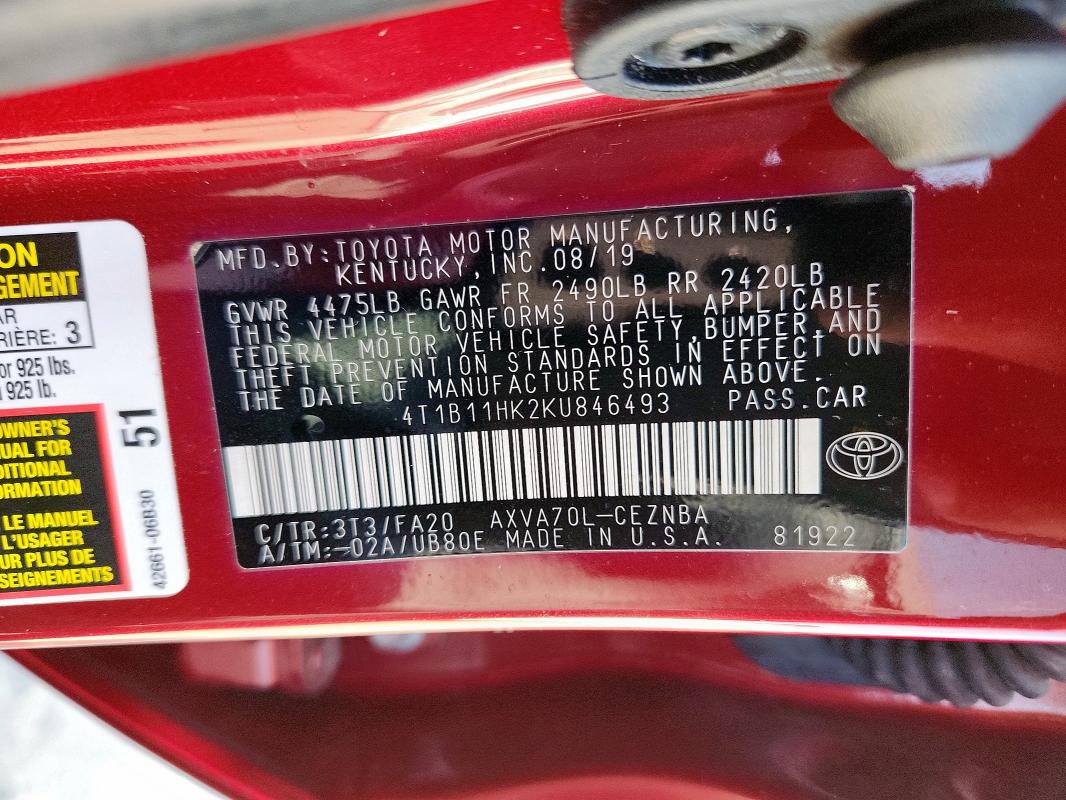 ON
GEMENT
AR
RIÈRE: 3
or 925 lbs.
925 lb.
OWNER'S
UAL FOR
DITIONAL
ORMATION
LE MANUEL
L'USAGER
UR PLUS DE
SEIGNEMENTS
51
42661-06B30
MFD.BY:TOYOTA MOTOR MANUFACTURING,
KENTUCKY,INC.08/19
GVWR 4475LB GAWR FR 2490LB RR 2420LB
THIS VEHICLE CONFORMS TO ALL APPLICABLE
FEDERAL MOTOR VEHICLE SAFETY,BUMPER,AND
THEFT PREVENTION STANDARDS IN EFFECT ON
THE DATE OF MANUFACTURE SHOWN ABOVE.
4T1B11HK2KU846493 PASS.CAR
C/TR:3T3/FA20 AXVA70L-CEZNBA
A/TM:-02A/UB80E MADE IN U.S.A. 81922